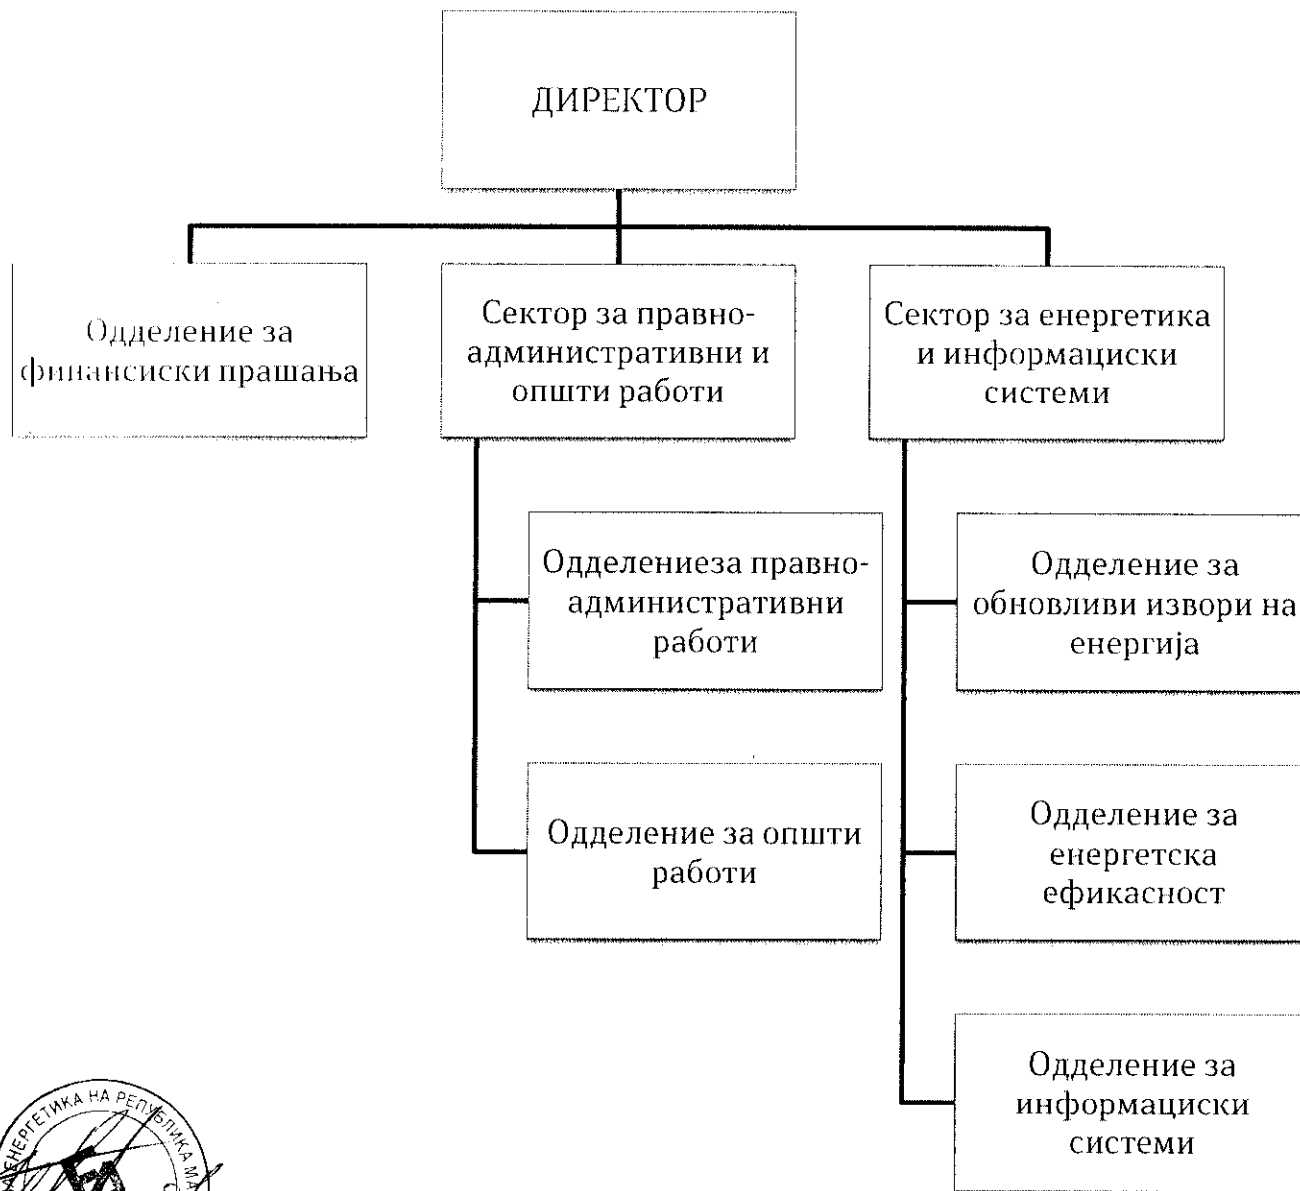 ДИРЕКТОР
Одделение за
финансиски прашања
Сектор за правно-
административни и
општи работи
Сектор за енергетика
и информациски
системи
Одделениеза правно-
административни
работи
Одделение за општи
работи
Одделение за
обновливи извори на
енергија
Одделение за
енергетска
ефикасност
Одделение за
информациски
системи
ЕНЕРГЕТИКА НА РЕПУБЛИКА